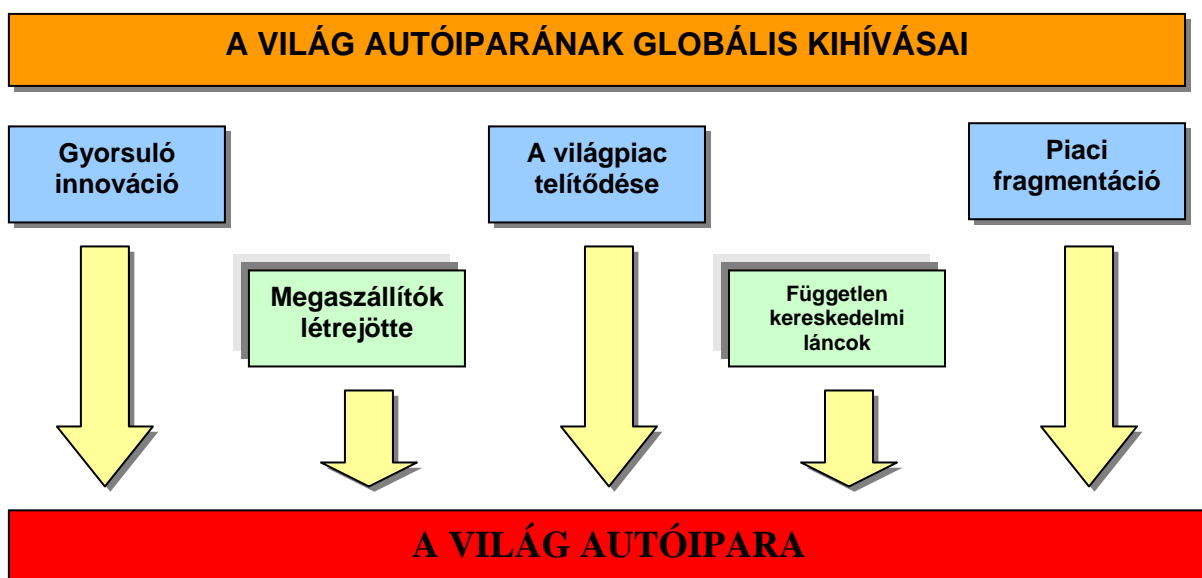 A VILÁG AUTÓIPARÁNAK GLOBÁLIS KIHÍVÁSAI
Gyorsuló
innováció
A világpiac
telítődése
Piaci
fragmentáció
Megaszállítók
létrejötte
Független
kereskedelmi
láncok
A VILÁG AUTÓIPARA